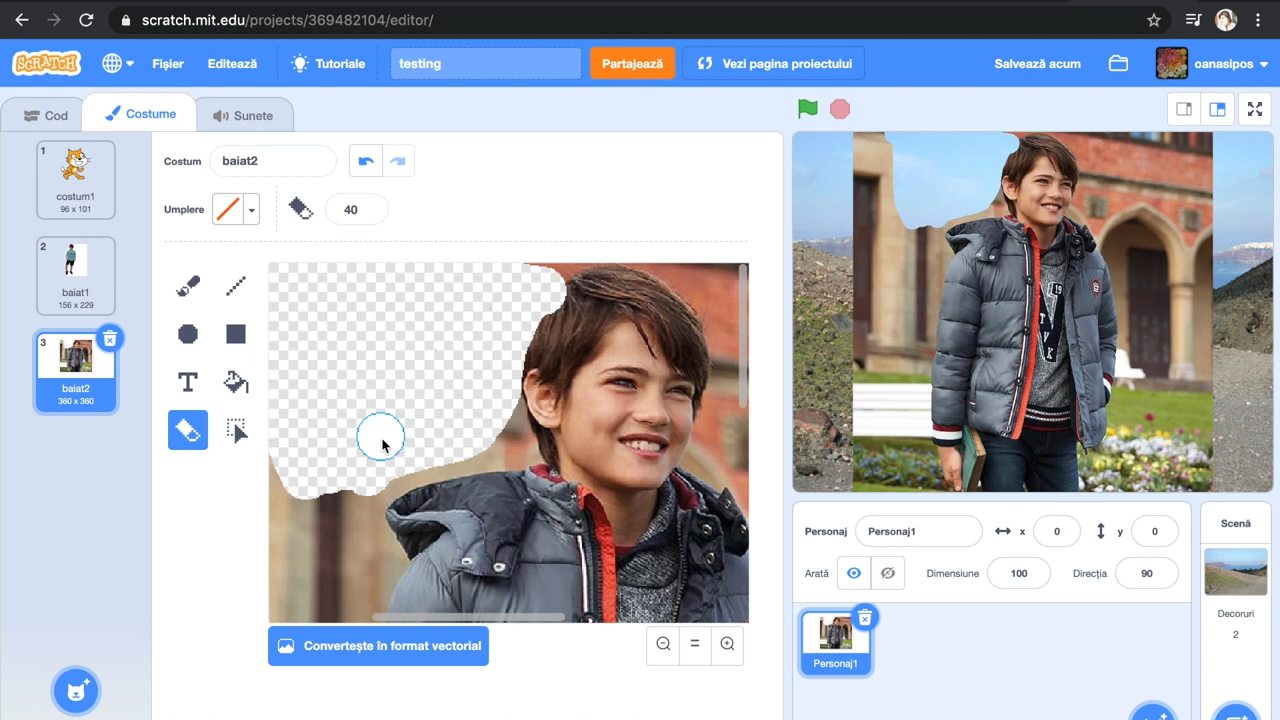 scratch.mit.edu/projects/369482104/editor/
SCRATCH
Fișier
Editează
Tutoriale
testing
Partajează
Vezi pagina proiectului
Salvează acum
oanasipos
Cod
Costume
Sunete
1
costum1
96 x 101
2
baiat1
156 x 229
3
baiat2
360 x 360
Costum
baiat2
Umplere
40
T
Convertește în format vectorial
19
T
V
K
Personaj
Personaj1
x
0
y
0
Arată
Dimensiune
100
Direcția
90
Personaj1
Scenă
Decoruri
2